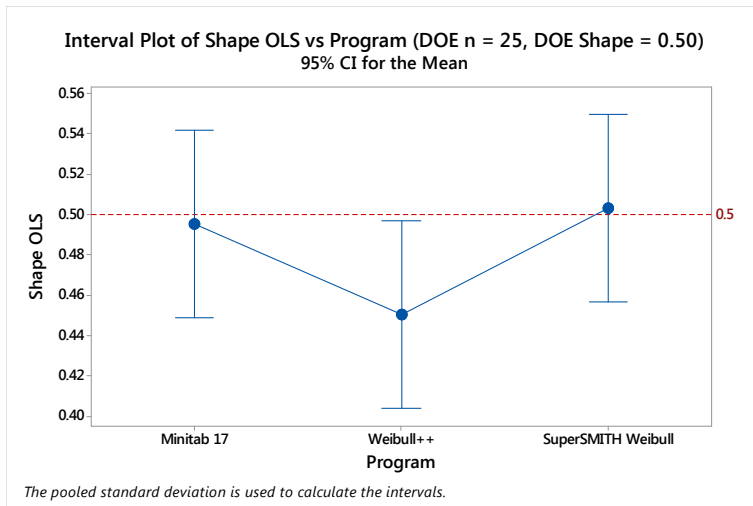 Interval Plot of Shape OLS vs Program (DOE n = 25, DOE Shape = 0.50)
95% CI for the Mean
Shape OLS
0.56
0.54
0.52
0.50
0.48
0.46
0.44
0.42
0.40
0.5
Minitab 17
Weibull++
SuperSMITH Weibull
Program
The pooled standard deviation is used to calculate the intervals.